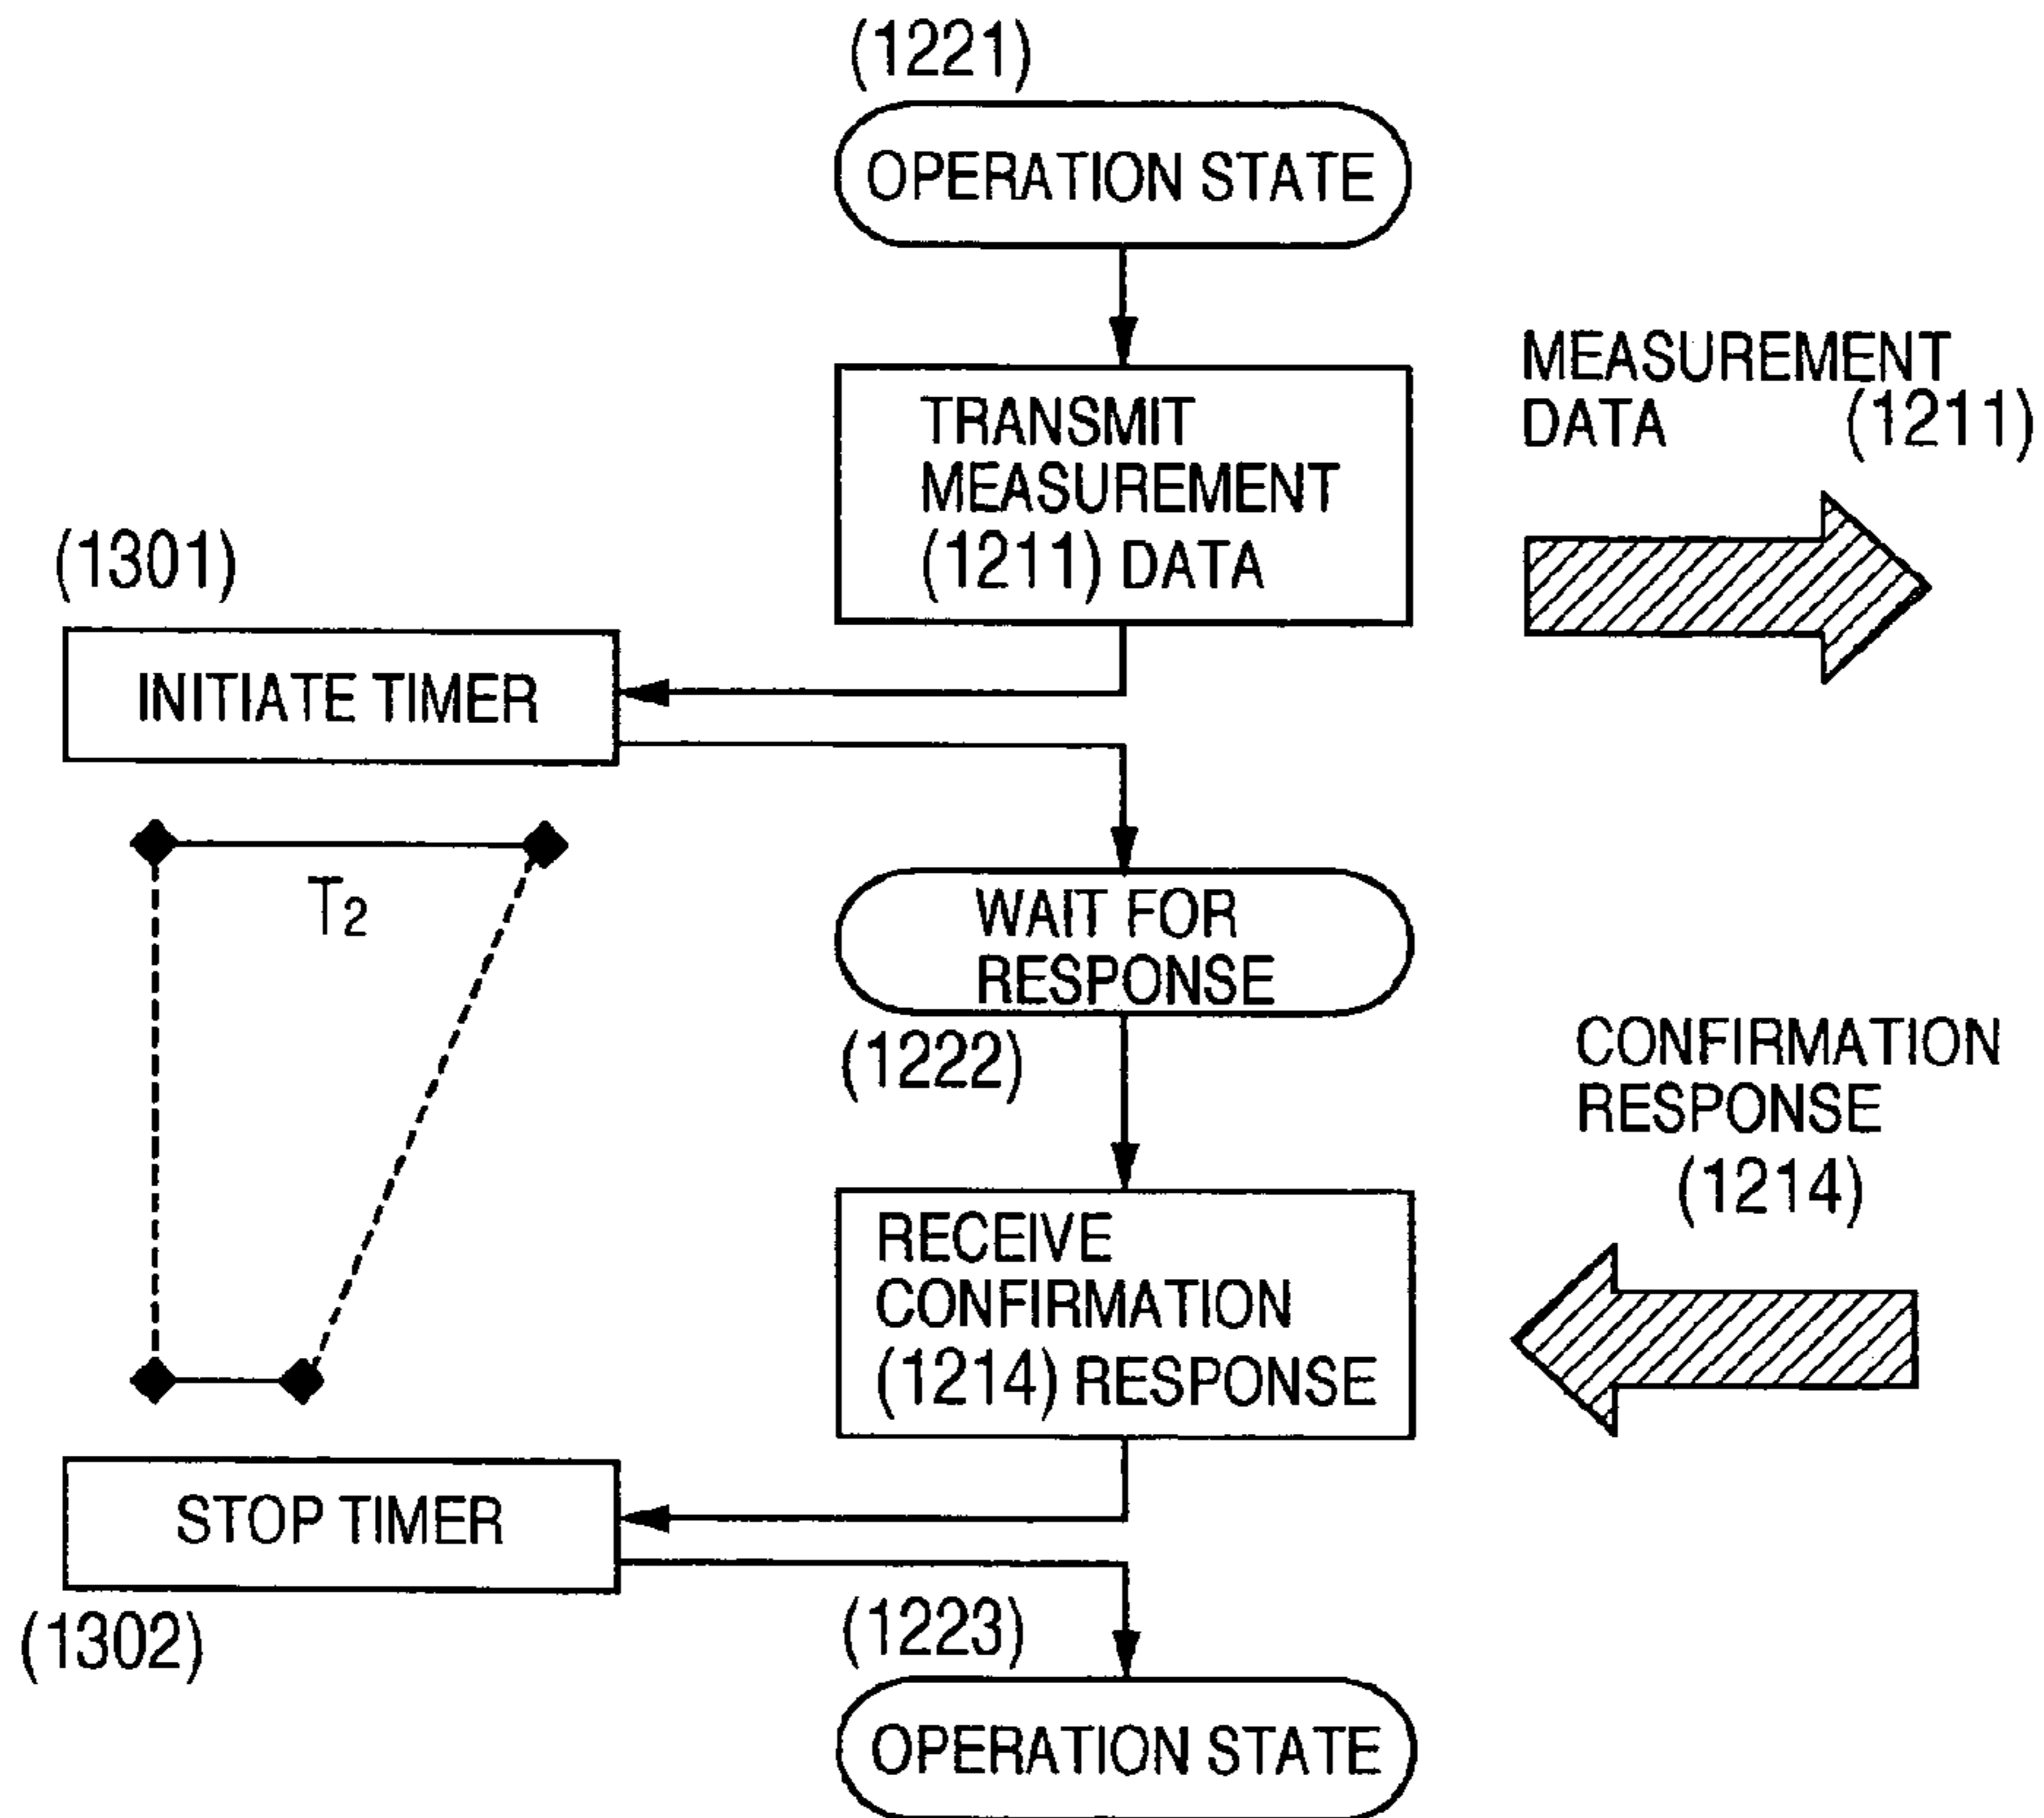 (1221)
OPERATION STATE
TRANSMIT
MEASUREMENT
(1211) DATA
MEASUREMENT
DATA (1211)
(1301)
INITIATE TIMER
T2
WAIT FOR
RESPONSE
(1222)
RECEIVE
CONFIRMATION
(1214) RESPONSE
CONFIRMATION
RESPONSE
(1214)
STOP TIMER
(1302)
(1223)
OPERATION STATE